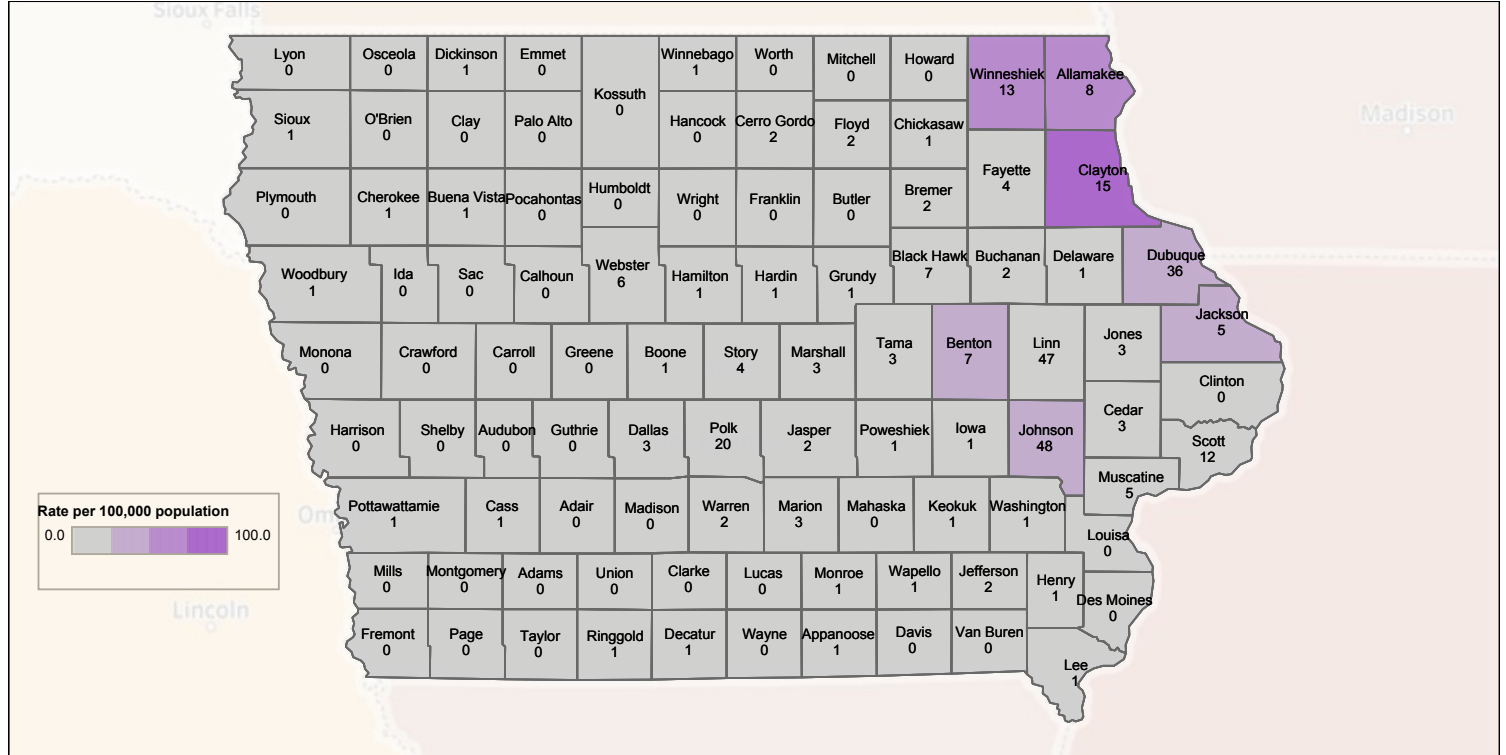 Sioux Falls
Lyon
0
Osceola
0
Dickinson
1
Emmet
0
Kossuth
0
Winnebago
1
Worth
0
Mitchell
0
Howard
0
Winneshiek
13
Allamakee
8
Madison
Sioux
1
O'Brien
0
Clay
0
Palo Alto
0
Hancock
0
Cerro Gordo
2
Floyd
2
Chickasaw
1
Fayette
4
Clayton
15
Plymouth
0
Cherokee
1
Buena Vista
1
Pocahontas
0
Humboldt
0
Wright
0
Franklin
0
Butler
0
Bremer
2
Woodbury
1
Ida
0
Sac
0
Calhoun
0
Webster
6
Hamilton
1
Hardin
1
Grundy
1
Black Hawk
7
Buchanan
2
Delaware
1
Dubuque
36
Jackson
5
Monona
0
Crawford
0
Carroll
0
Greene
0
Boone
1
Story
4
Marshall
3
Tama
3
Benton
7
Linn
47
Jones
3
Clinton
0
Harrison
0
Shelby
0
Audubon
0
Guthrie
0
Dallas
3
Polk
20
Jasper
2
Poweshiek
1
Iowa
1
Johnson
48
Cedar
3
Scott
12
Muscatine
5
Rate per 100,000 population
0.0
100.0
Om
Pottawattamie
1
Cass
1
Adair
0
Madison
0
Warren
2
Marion
3
Mahaska
0
Keokuk
1
Washington
1
Louisa
0
Lincoln
Mills
0
Montgomery
0
Adams
0
Union
0
Clarke
0
Lucas
0
Monroe
1
Wapello
1
Jefferson
2
Henry
1
Des Moines
0
Fremont
0
Page
0
Taylor
0
Ringgold
1
Decatur
1
Wayne
0
Appanoose
1
Davis
0
Van Buren
0
Lee
1